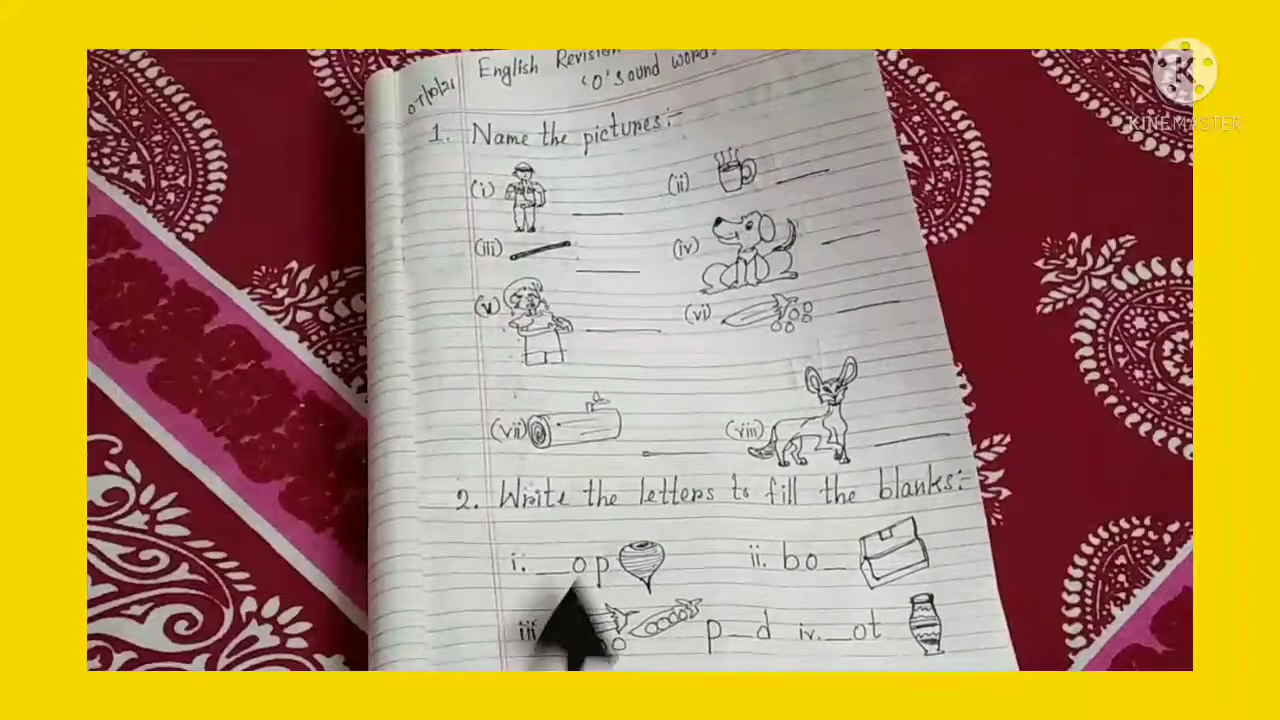 KINEMASTER
07/10/21
English Revision
'O' sound words
1. Name the pictures:-
(i) (ii)
(iii) (iv)
(v) (vi)
(vii) (viii)
2. Write the letters to fill the blanks:-
i. _op ii. bo_
iii p_d iv. _ot